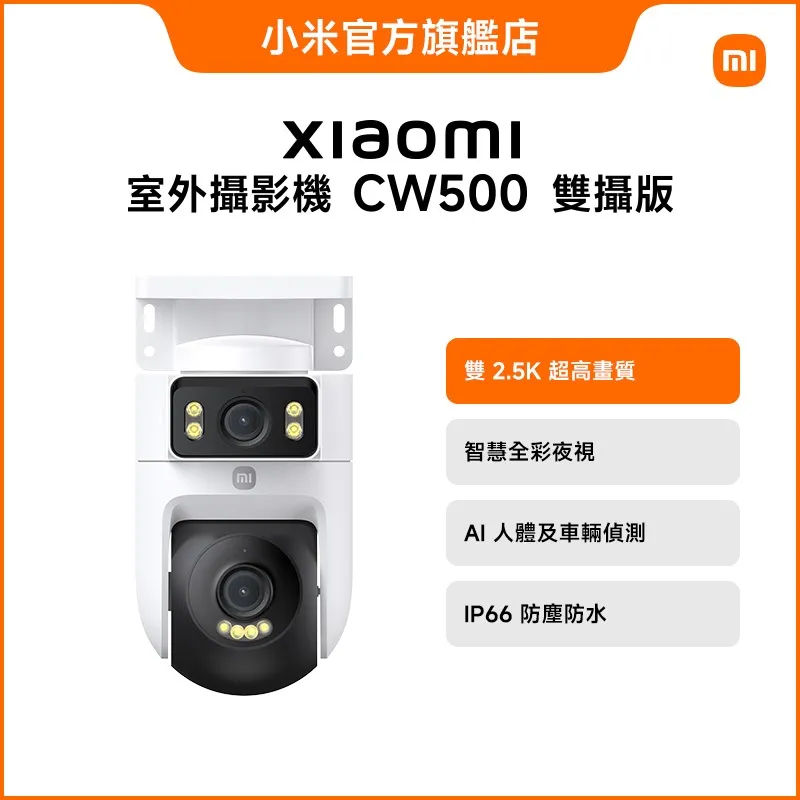 小米官方旗艦店
mi
xiaomi
室外攝影機 CW500 雙攝版
mi
雙 2.5K 超高畫質
智慧全彩夜視
AI 人體及車輛偵測
IP66 防塵防水